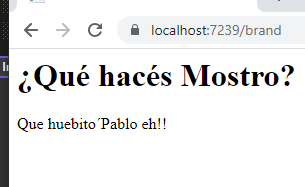 localhost:7239/brand
¿Qué hacés Mostro?
Que huebito´Pablo eh!!